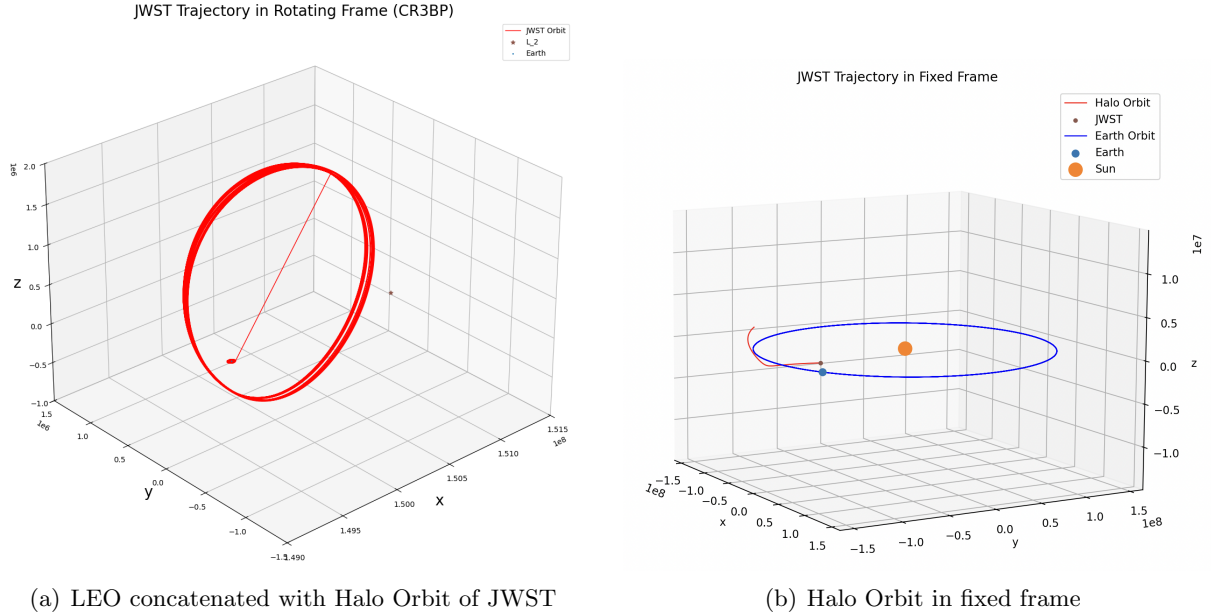 JWST Trajectory in Rotating Frame (CR3BP)
JWST Orbit
L_2
Earth
1e6
2.0
1.5
1.0
0.5
0.0
−0.5
−1.0
z
1.5
1e6
1.0
0.5
0.0
−0.5
−1.0
−1.5
y
1.490
1.495
1.500
1.505
1.510
1.515
1e8
x
(a) LEO concatenated with Halo Orbit of JWST
JWST Trajectory in Fixed Frame
Halo Orbit
JWST
Earth Orbit
Earth
Sun
1e7
1.0
0.5
0.0
z
−0.5
−1.0
−1.5
1e8
−1.0
−0.5
0.0
0.5
1.0
1.5
x
−1.5
−1.0
−0.5
0.0
0.5
1.0
1.5
1e8
y
(b) Halo Orbit in fixed frame